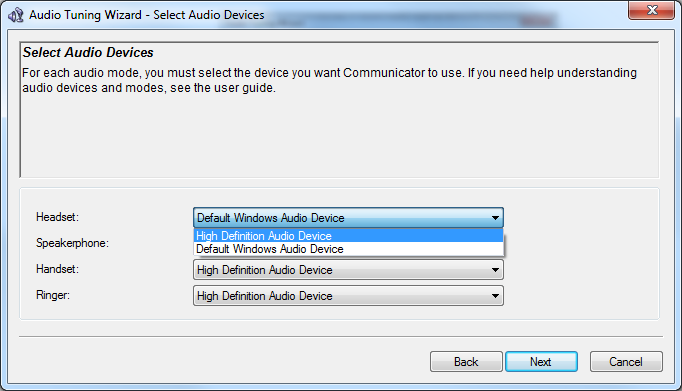 Audio Tuning Wizard - Select Audio Devices
Select Audio Devices
For each audio mode, you must select the device you want Communicator to use. If you need help understanding
audio devices and modes, see the user guide.
Headset:
Default Windows Audio Device
High Definition Audio Device
Speakerphone:
Default Windows Audio Device
Handset:
High Definition Audio Device
Ringer:
High Definition Audio Device
Back
Next
Cancel